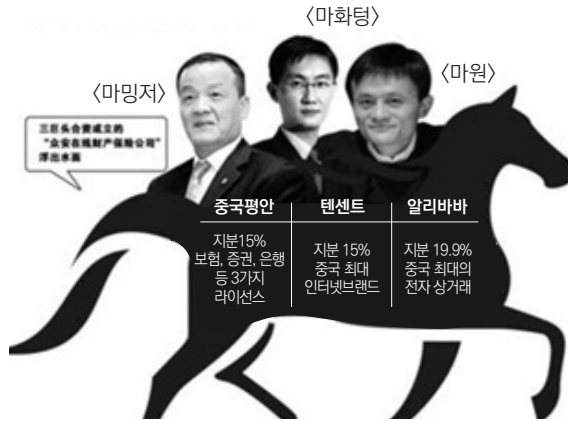 〈마화텅〉
〈마밍저〉
〈마윈〉
三巨头合资成立的
“众安在线财产保险公司”
浮出水面
중국평안
텐센트
알리바바
지분15%
보험, 증권, 은행
등 3가지
라이선스
지분 15%
중국 최대
인터넷브랜드
지분 19.9%
중국 최대의
전자 상거래